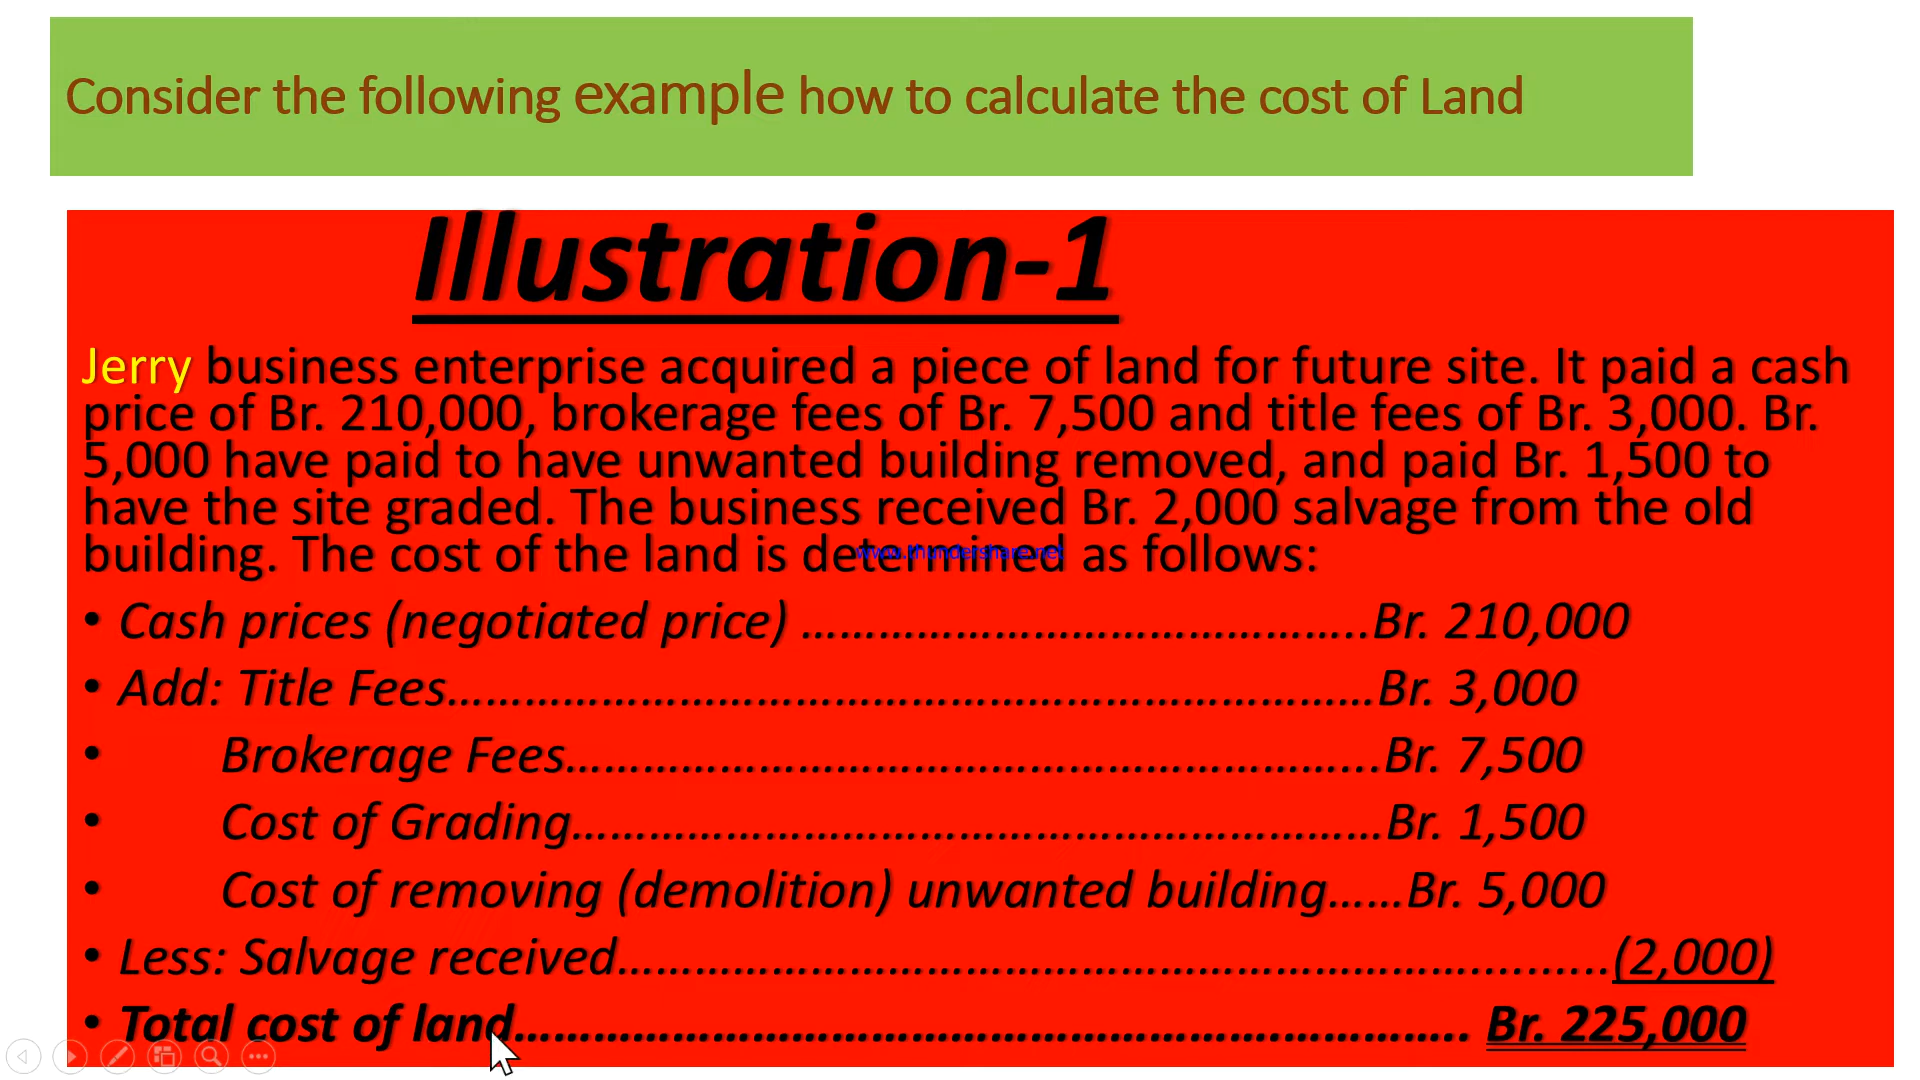 Consider the following example how to calculate the cost of Land
Illustration-1
Jerry business enterprise acquired a piece of land for future site. It paid a cash
price of Br. 210,000, brokerage fees of Br. 7,500 and title fees of Br. 3,000. Br.
5,000 have paid to have unwanted building removed, and paid Br. 1,500 to
have the site graded. The business received Br. 2,000 salvage from the old
building. The cost of the land is determined as follows:
www.thundershare.net
• Cash prices (negotiated price) ……………………………………..Br. 210,000
• Add: Title Fees………………………………………………………………Br. 3,000
• Brokerage Fees……………………………………………………...Br. 7,500
• Cost of Grading………………………………………………………Br. 1,500
• Cost of removing (demolition) unwanted building……Br. 5,000
• Less: Salvage received…………………………………………………………..........(2,000)
• Total cost of land……………………………………………………………….. Br. 225,000